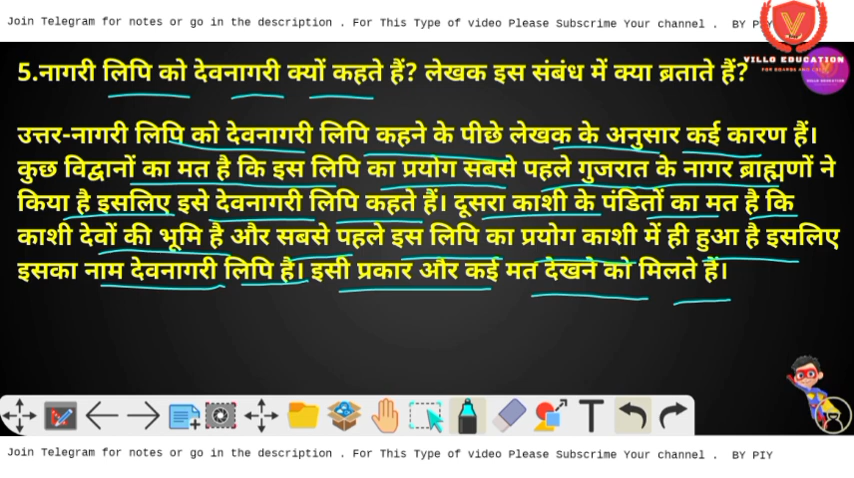 Join Telegram for notes or go in the description . For This Type of video Please Subscrime Your channel . BY P
VILLO EDUCATION
5.नागरी लिपि को देवनागरी क्यों कहते हैं? लेखक इस संबंध में क्या ब्रताते हैं?
उत्तर-नागरी लिपि को देवनागरी लिपि कहने के पीछे लेखक के अनुसार कई कारण हैं।
कुछ विद्वानों का मत है कि इस लिपि का प्रयोग सबसे पहले गुजरात के नागर ब्राह्मणों ने
किया है इसलिए इसे देवनागरी लिपि कहते हैं। दूसरा काशी के पंडितों का मत है कि
काशी देवों की भूमि है और सबसे पहले इस लिपि का प्रयोग काशी में ही हुआ है इसलिए
इसका नाम देवनागरी लिपि है। इसी प्रकार और कई मत देखने को मिलते हैं।
Join Telegram for notes or go in the description . For This Type of video Please Subscrime Your channel . BY PIY